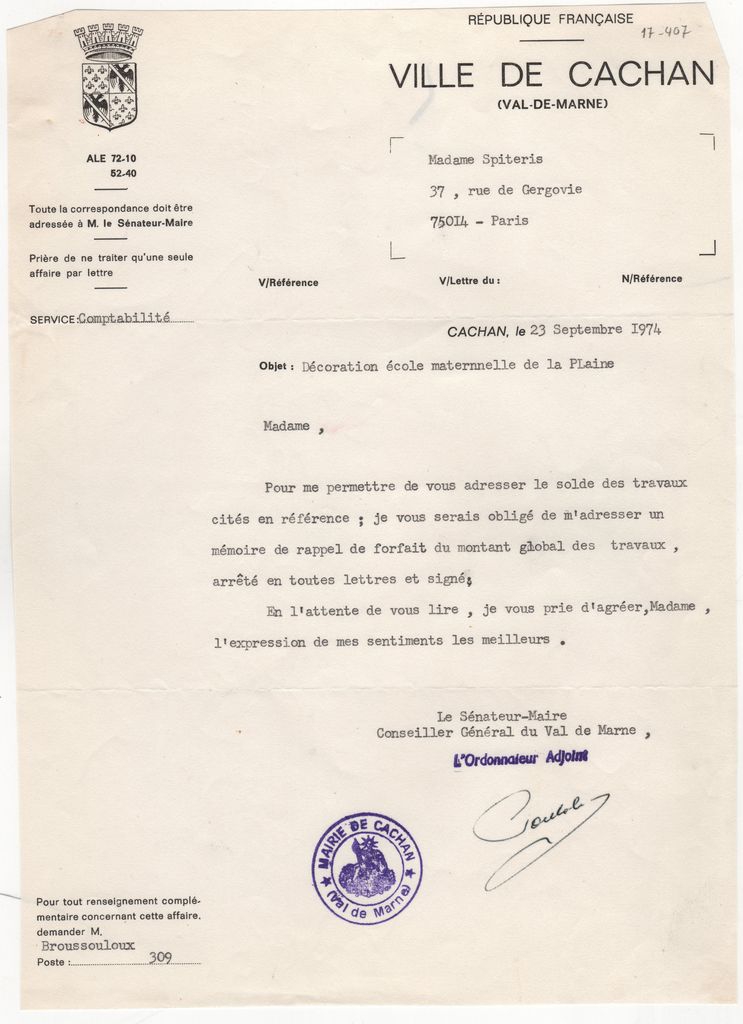 RÉPUBLIQUE FRANÇAISE
17-407
VILLE DE CACHAN
(VAL-DE-MARNE)
ALE 72-10
52-40
Toute la correspondance doit être
adressée à M. le Sénateur-Maire
Prière de ne traiter qu'une seule
affaire par lettre
SERVICE: Comptabilité
Madame Spiteris
37 , rue de Gergovie
75014 - Paris
V/Référence V/Lettre du : N/Référence
CACHAN, le 23 Septembre 1974
Objet : Décoration école maternnelle de la PLaine
Madame ,
Pour me permettre de vous adresser le solde des travaux
cités en référence ; je vous serais obligé de m'adresser un
mémoire de rappel de forfait du montant global des travaux ,
arrêté en toutes lettres et signé;
En l'attente de vous lire , je vous prie d'agréer,Madame ,
l'expression de mes sentiments les meilleurs .
Le Sénateur-Maire
Conseiller Général du Val de Marne ,
L'Ordonnateur Adjoint
MAIRIE DE CACHAN
(Val de Marne)
Pour tout renseignement complé-
mentaire concernant cette affaire.
demander M.
Broussouloux
Poste : 309